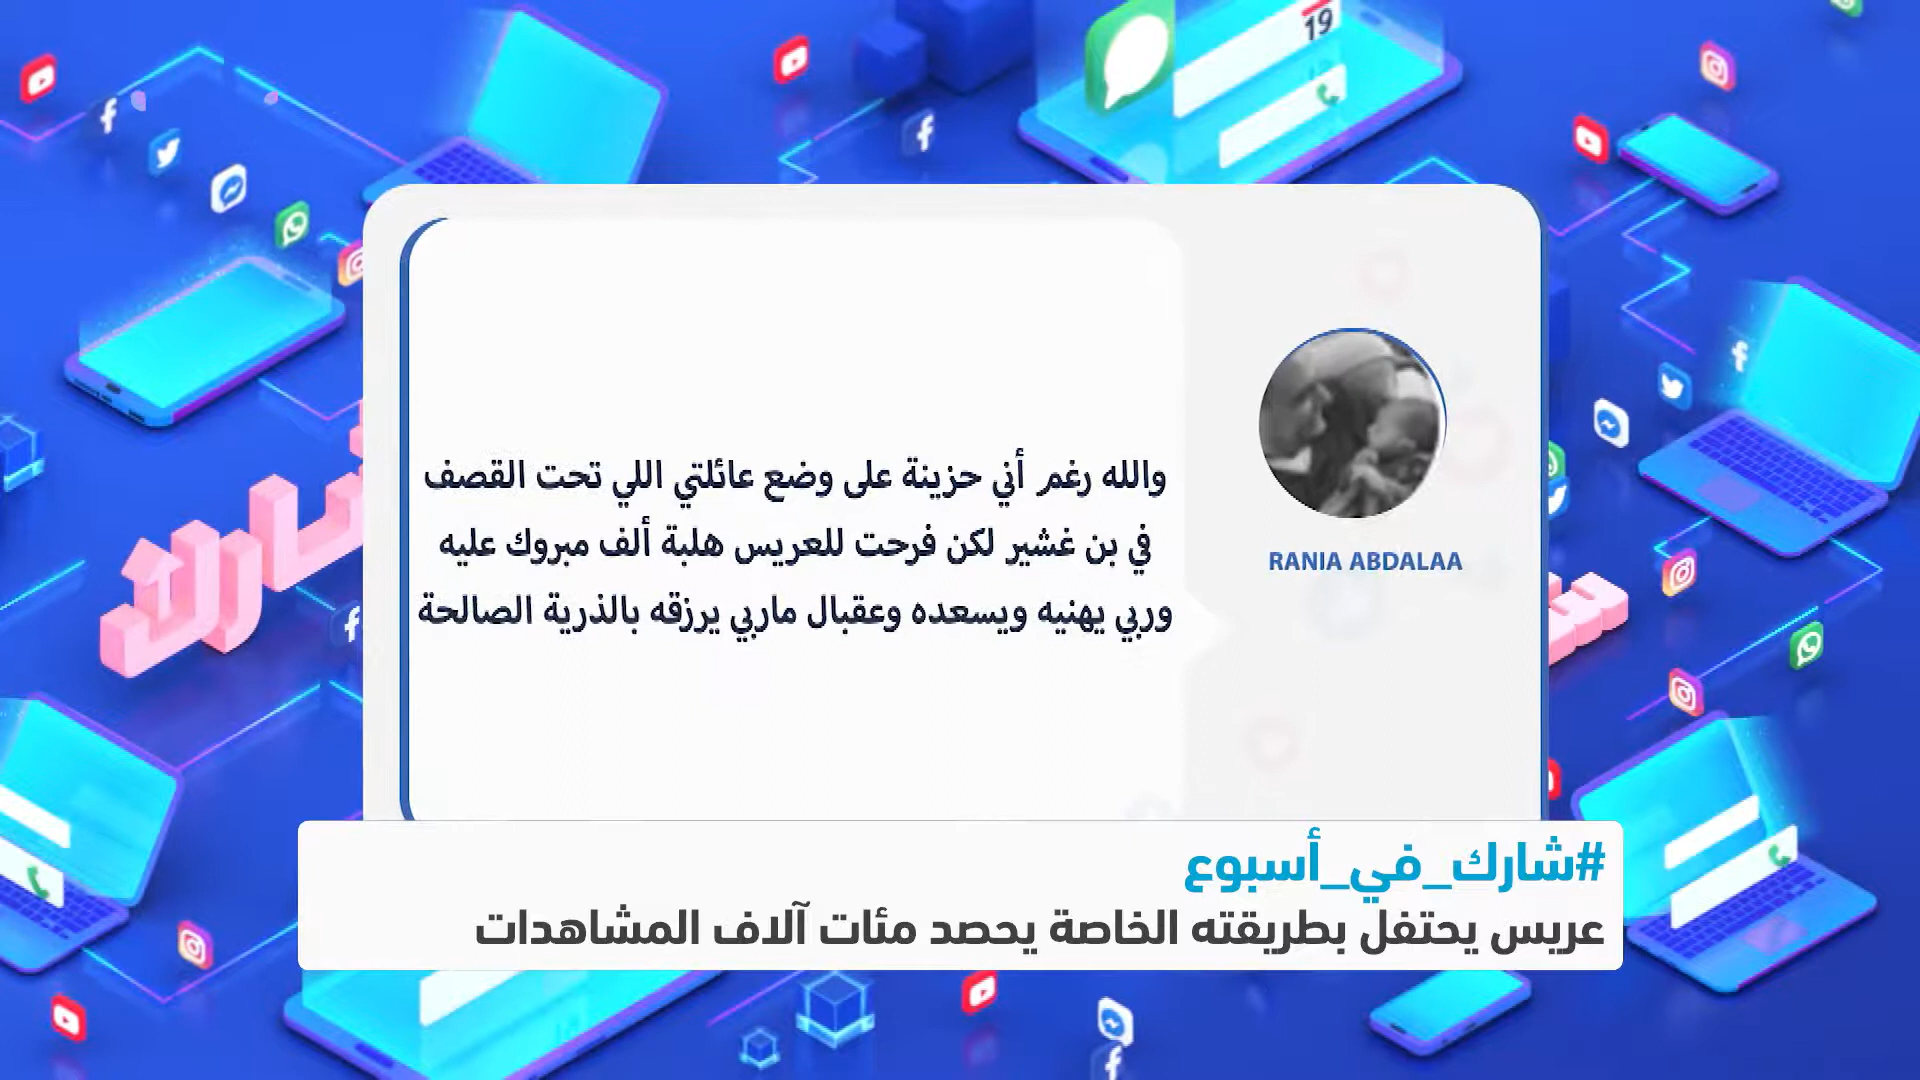 19
والله رغم أني حزينة على وضع عائلتي اللي تحت القصف
في بن غشير لكن فرحت للعريس هلبة ألف مبروك عليه
وربي يهنيه ويسعده وعقبال ماربي يرزقه بالذرية الصالحة
RANIA ABDALAA
#شارك_في_أسبوع
عريس يحتفل بطريقته الخاصة يحصد مئات آلاف المشاهدات